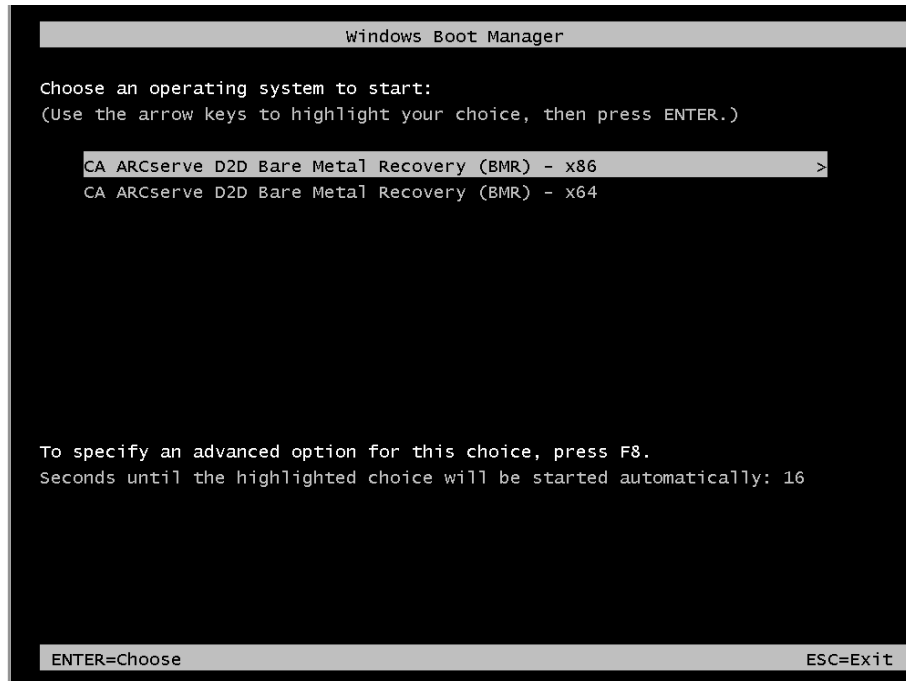 Windows Boot Manager
Choose an operating system to start:
(Use the arrow keys to highlight your choice, then press ENTER.)
CA ARCserve D2D Bare Metal Recovery (BMR) - x86 >
CA ARCserve D2D Bare Metal Recovery (BMR) - x64
To specify an advanced option for this choice, press F8.
Seconds until the highlighted choice will be started automatically: 16
ENTER=Choose ESC=Exit